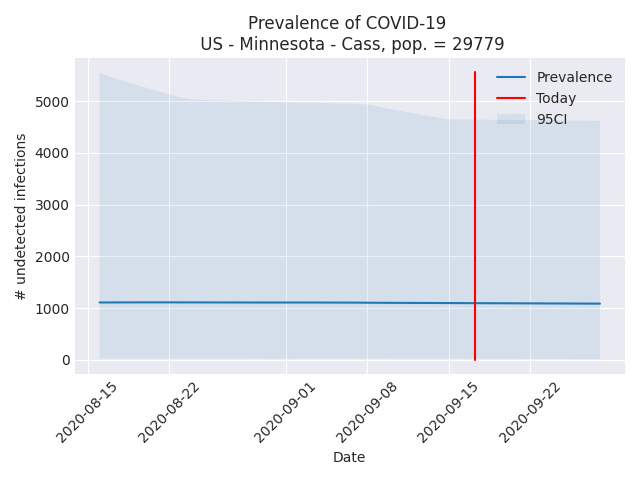 Prevalence of COVID-19
US - Minnesota - Cass, pop. = 29779
Prevalence
Today
95CI
# undetected infections
5000
4000
3000
2000
1000
0
2020-08-15
2020-08-22
2020-09-01
2020-09-08
2020-09-15
2020-09-22
Date